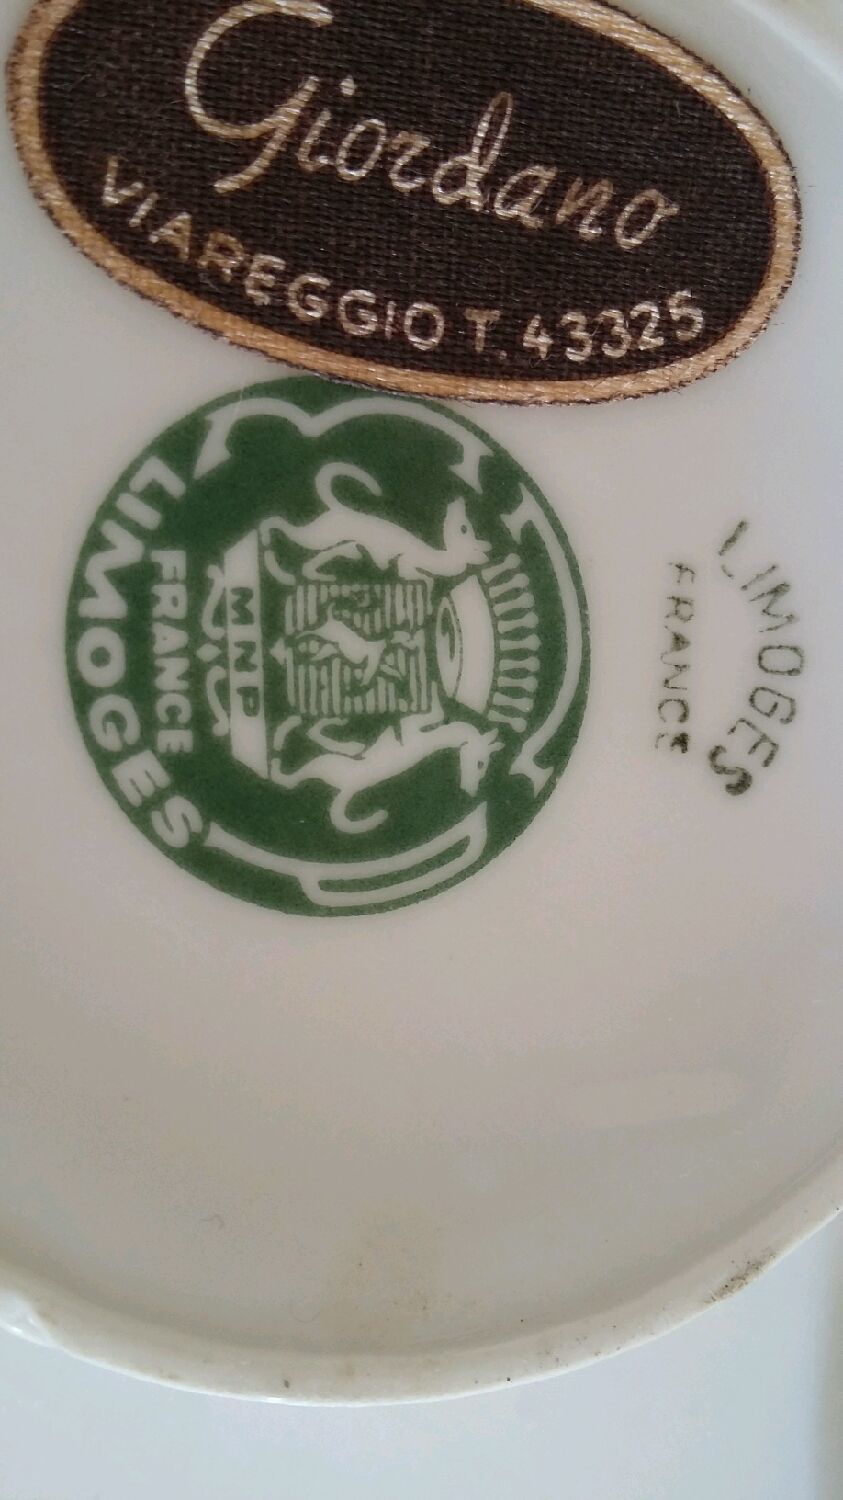 Giordano
VIAREGGIO T. 43325
MNP
FRANCE
LIMOGES
LIMOGES
FRANCE